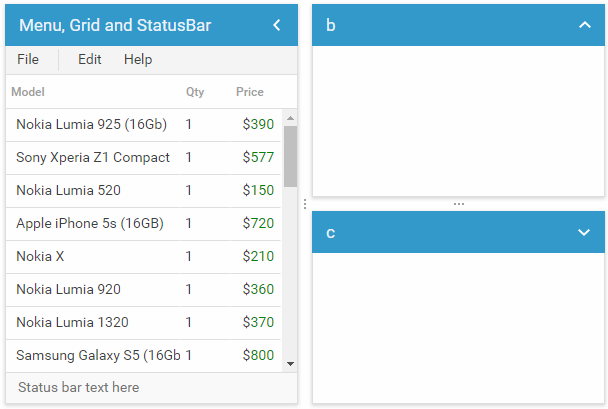 Menu, Grid and StatusBar
File Edit Help
Model Qty Price
Nokia Lumia 925 (16Gb) 1 $390
Sony Xperia Z1 Compact 1 $577
Nokia Lumia 520 1 $150
Apple iPhone 5s (16GB) 1 $720
Nokia X 1 $210
Nokia Lumia 920 1 $360
Nokia Lumia 1320 1 $370
Samsung Galaxy S5 (16Gb 1 $800
Status bar text here
b
c